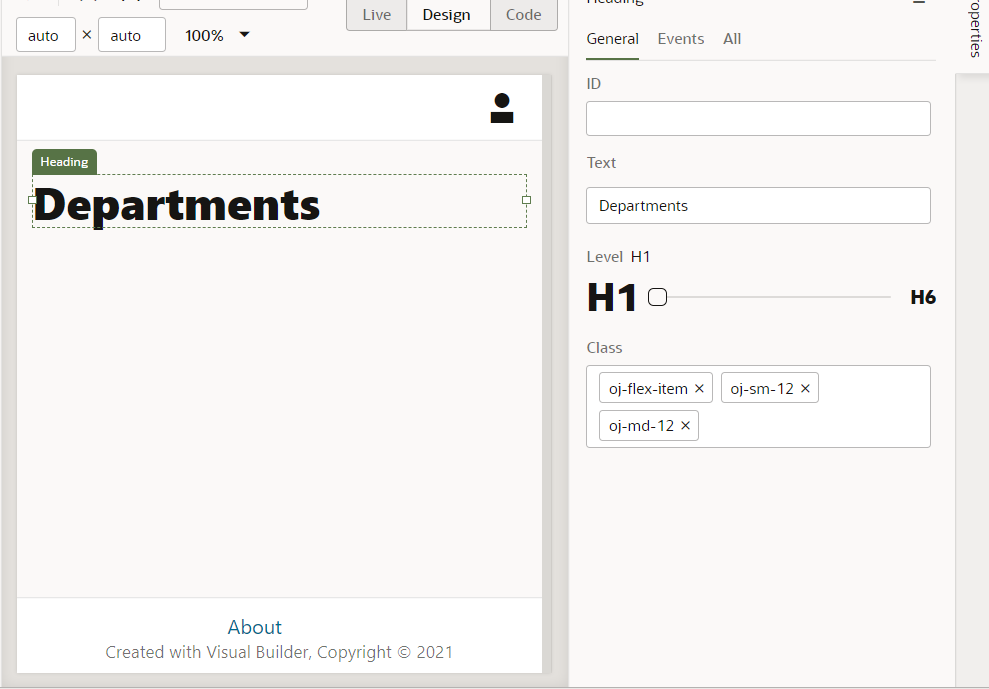 Live
Design
Code
auto × auto
100%
Heading
Departments
About
Created with Visual Builder, Copyright © 2021
Heading
General
Events
All
ID
Text
Departments
Level H1
H1
H6
Class
oj-flex-item ×
oj-sm-12 ×
oj-md-12 ×